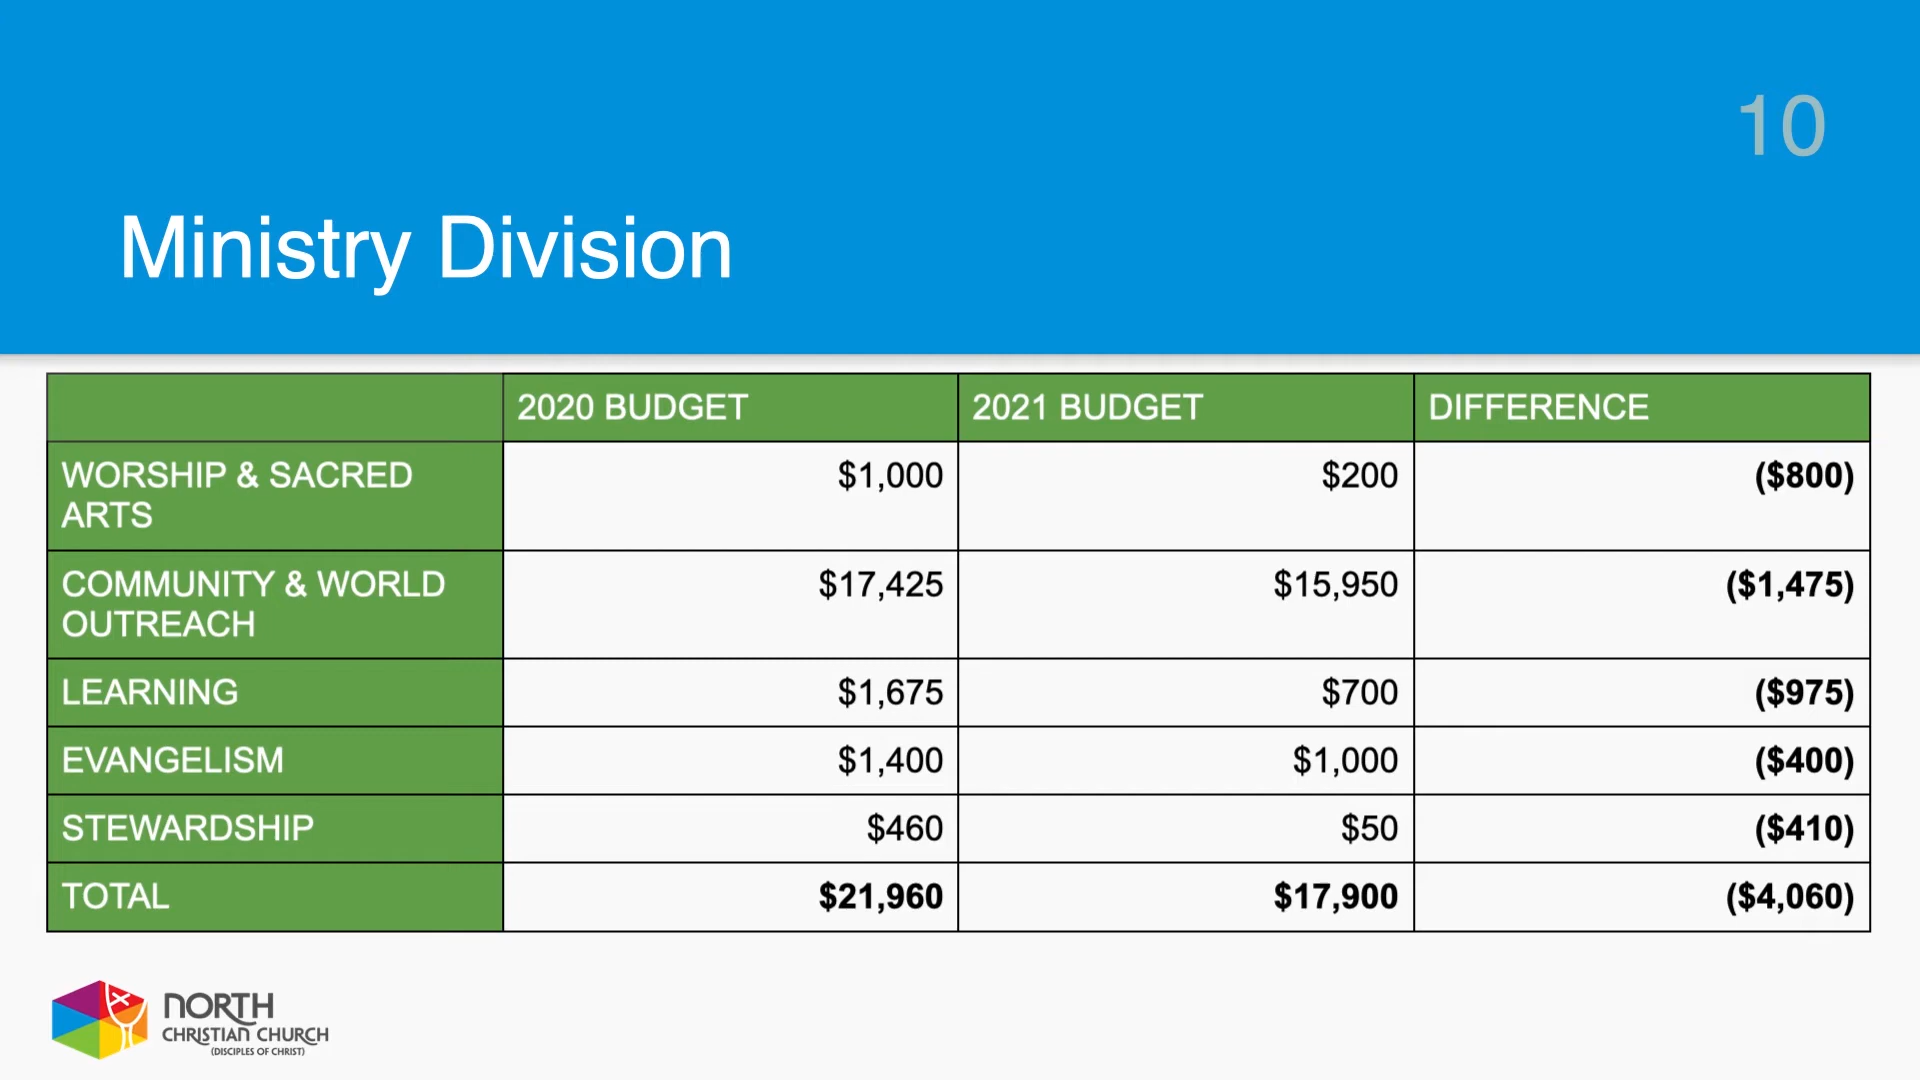 10
Ministry Division
2020 BUDGET 2021 BUDGET DIFFERENCE
WORSHIP & SACRED ARTS $1,000 $200 ($800)
COMMUNITY & WORLD OUTREACH $17,425 $15,950 ($1,475)
LEARNING $1,675 $700 ($975)
EVANGELISM $1,400 $1,000 ($400)
STEWARDSHIP $460 $50 ($410)
TOTAL $21,960 $17,900 ($4,060)
NORTH
CHRISTIAN CHURCH
(DISCIPLES OF CHRIST)